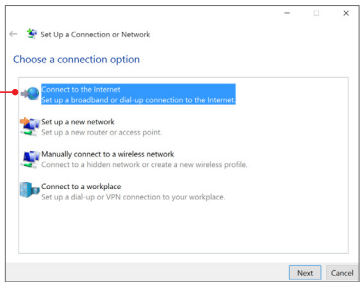 Set Up a Connection or Network
Choose a connection option
Connect to the Internet
Set up a broadband or dial-up connection to the Internet.
Set up a new network
Set up a new router or access point.
Manually connect to a wireless network
Connect to a hidden network or create a new wireless profile.
Connect to a workplace
Set up a dial-up or VPN connection to your workplace.
Next Cancel